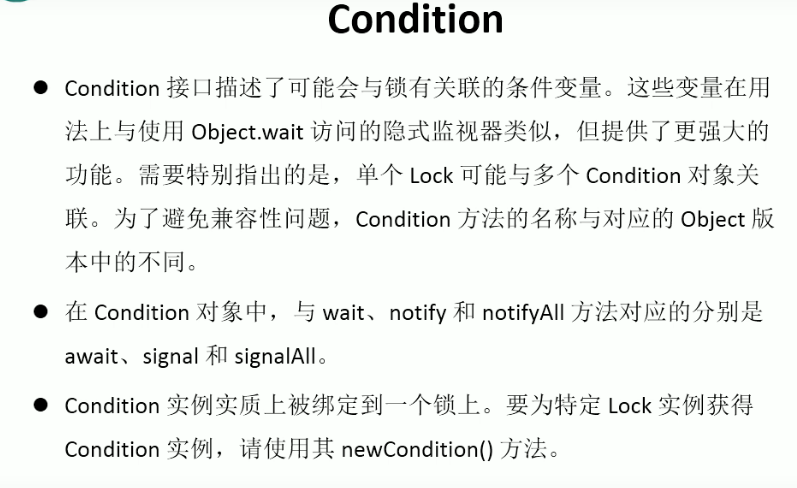 Condition
● Condition 接口描述了可能会与锁有关联的条件变量。这些变量在用
法上与使用 Object.wait 访问的隐式监视器类似，但提供了更强大的
功能。需要特别指出的是，单个 Lock 可能与多个 Condition 对象关
联。为了避免兼容性问题，Condition 方法的名称与对应的 Object 版
本中的不同。
● 在 Condition 对象中，与 wait、notify 和 notifyAll 方法对应的分别是
await、signal 和 signalAll。
● Condition 实例实质上被绑定到一个锁上。要为特定 Lock 实例获得
Condition 实例，请使用其 newCondition() 方法。